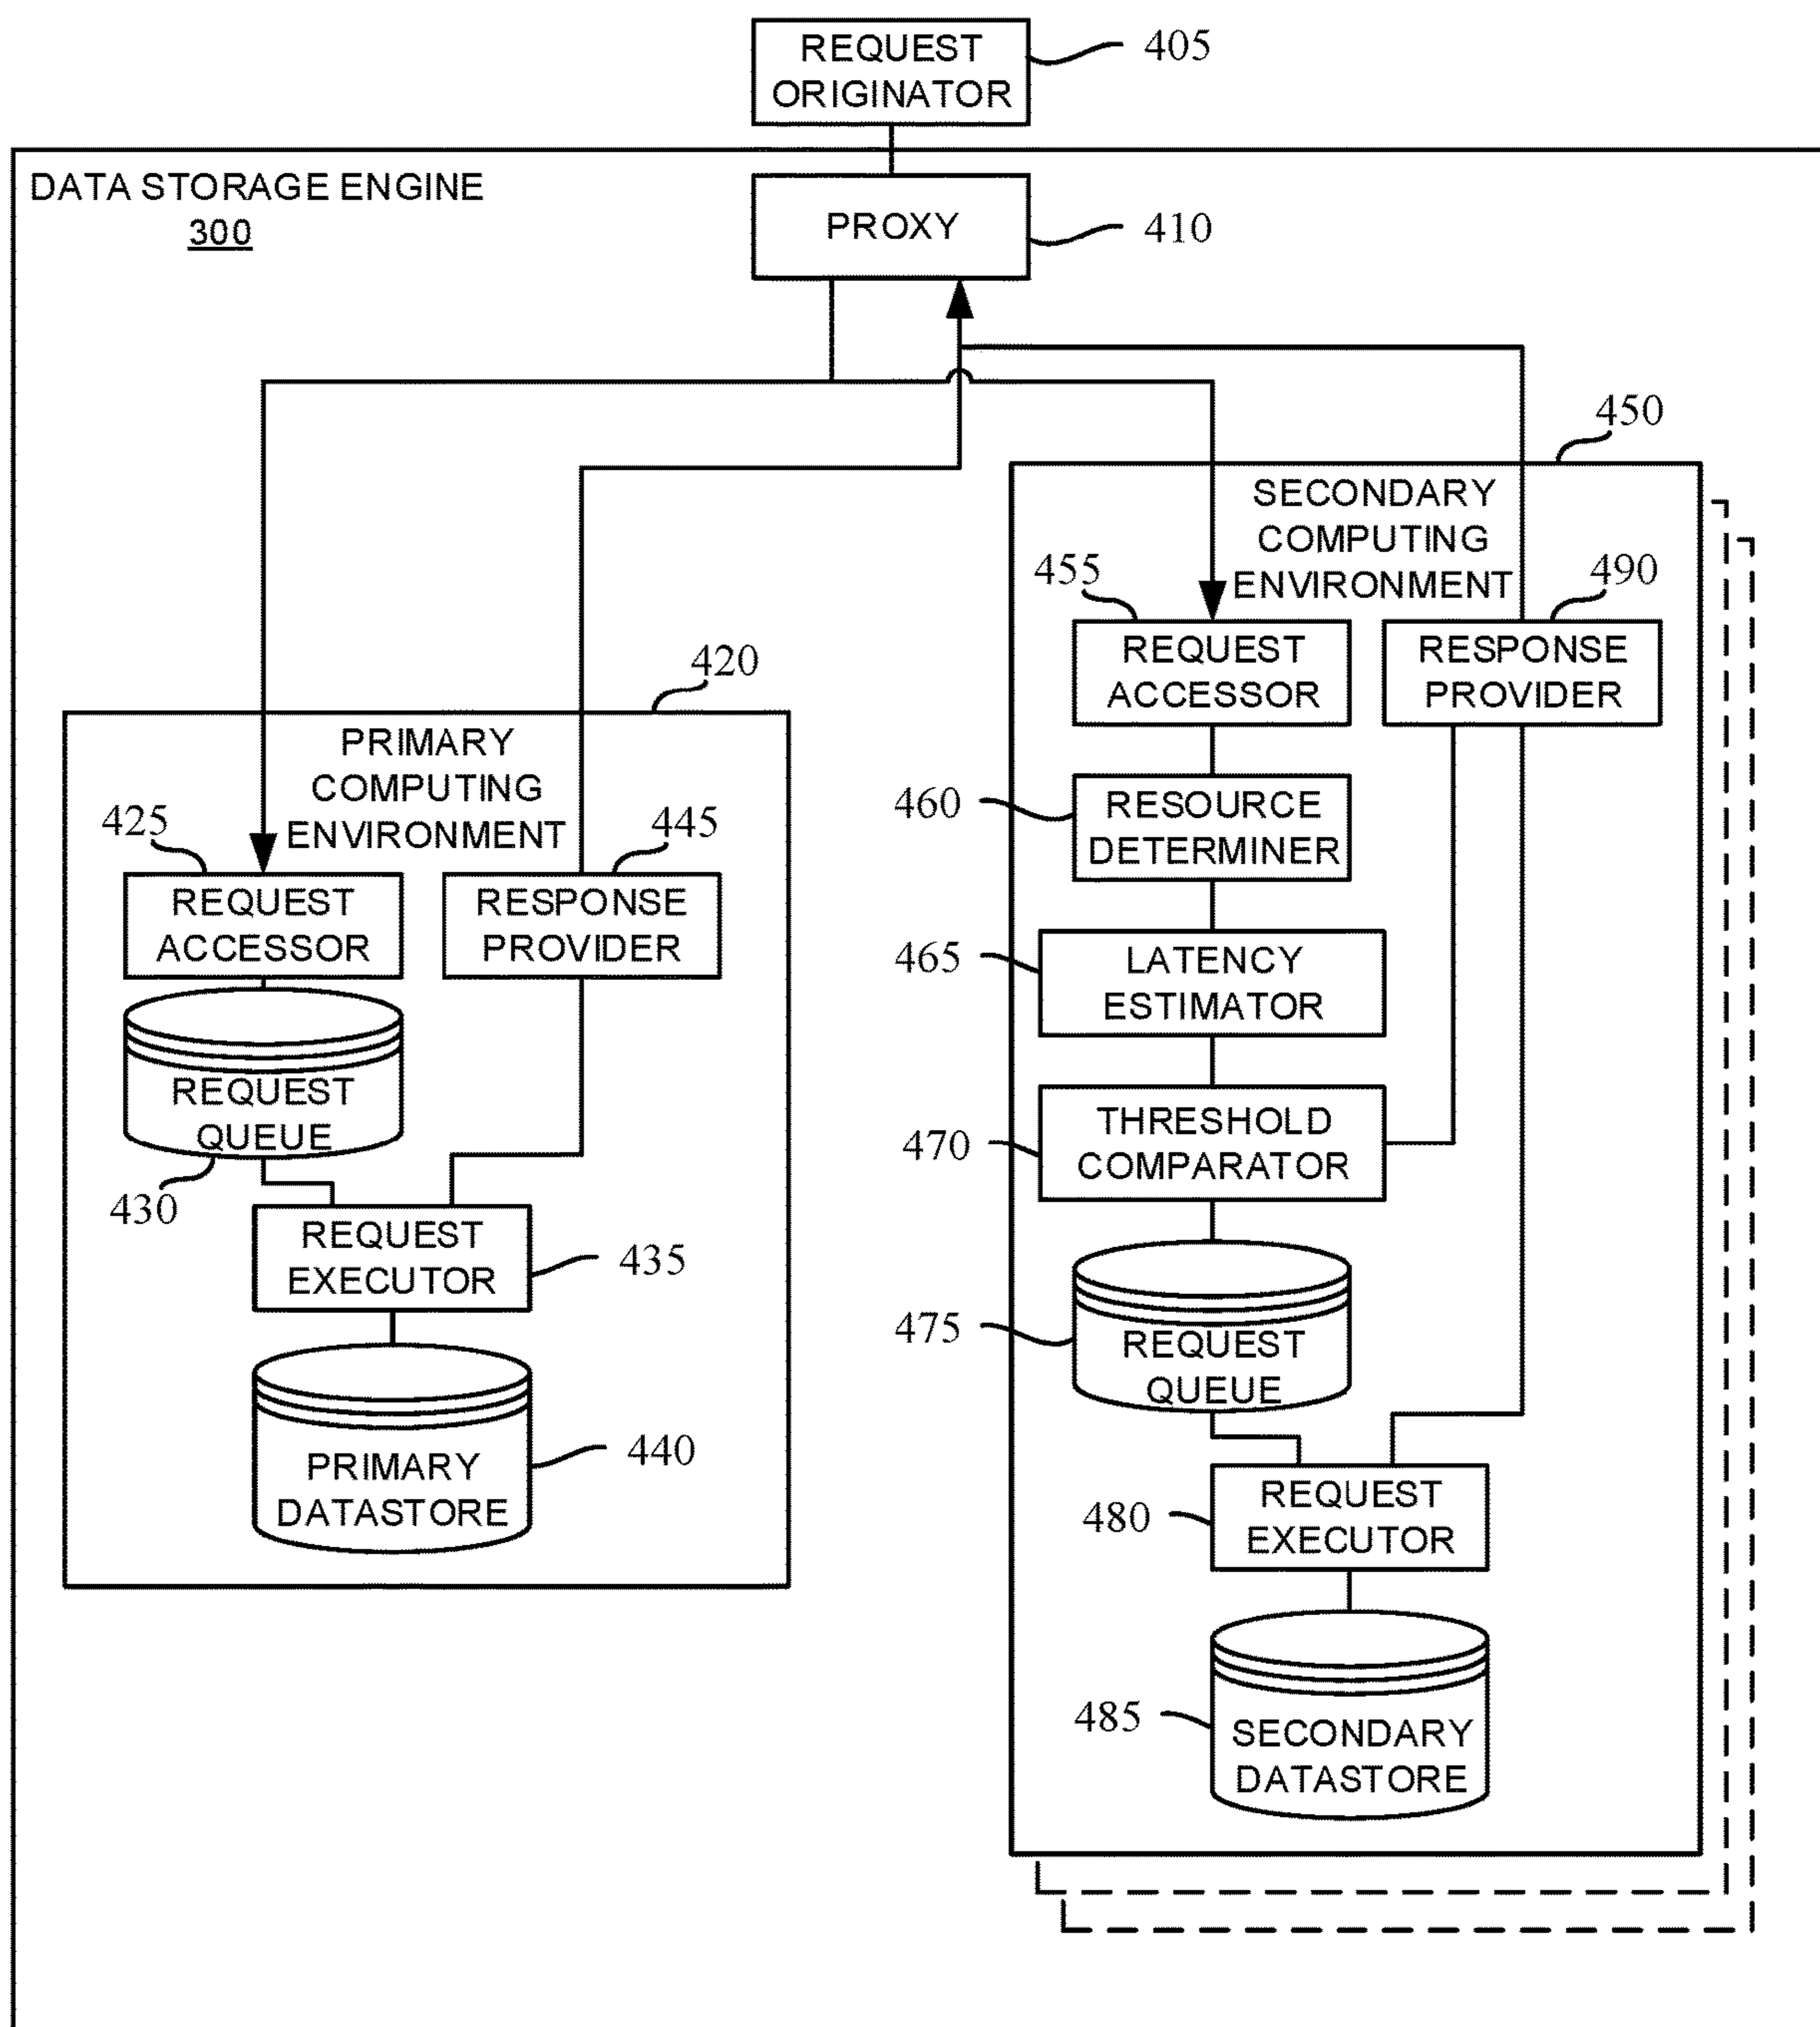 REQUEST
ORIGINATOR
405
DATA STORAGE ENGINE
300
PROXY
410
450
SECONDARY
COMPUTING
ENVIRONMENT
455
490
REQUEST
ACCESSOR
RESPONSE
PROVIDER
420
PRIMARY
COMPUTING
ENVIRONMENT
425
445
REQUEST
ACCESSOR
RESPONSE
PROVIDER
REQUEST
QUEUE
430
REQUEST
EXECUTOR
435
PRIMARY
DATASTORE
440
460
RESOURCE
DETERMINER
465
LATENCY
ESTIMATOR
470
THRESHOLD
COMPARATOR
475
REQUEST
QUEUE
480
REQUEST
EXECUTOR
485
SECONDARY
DATASTORE